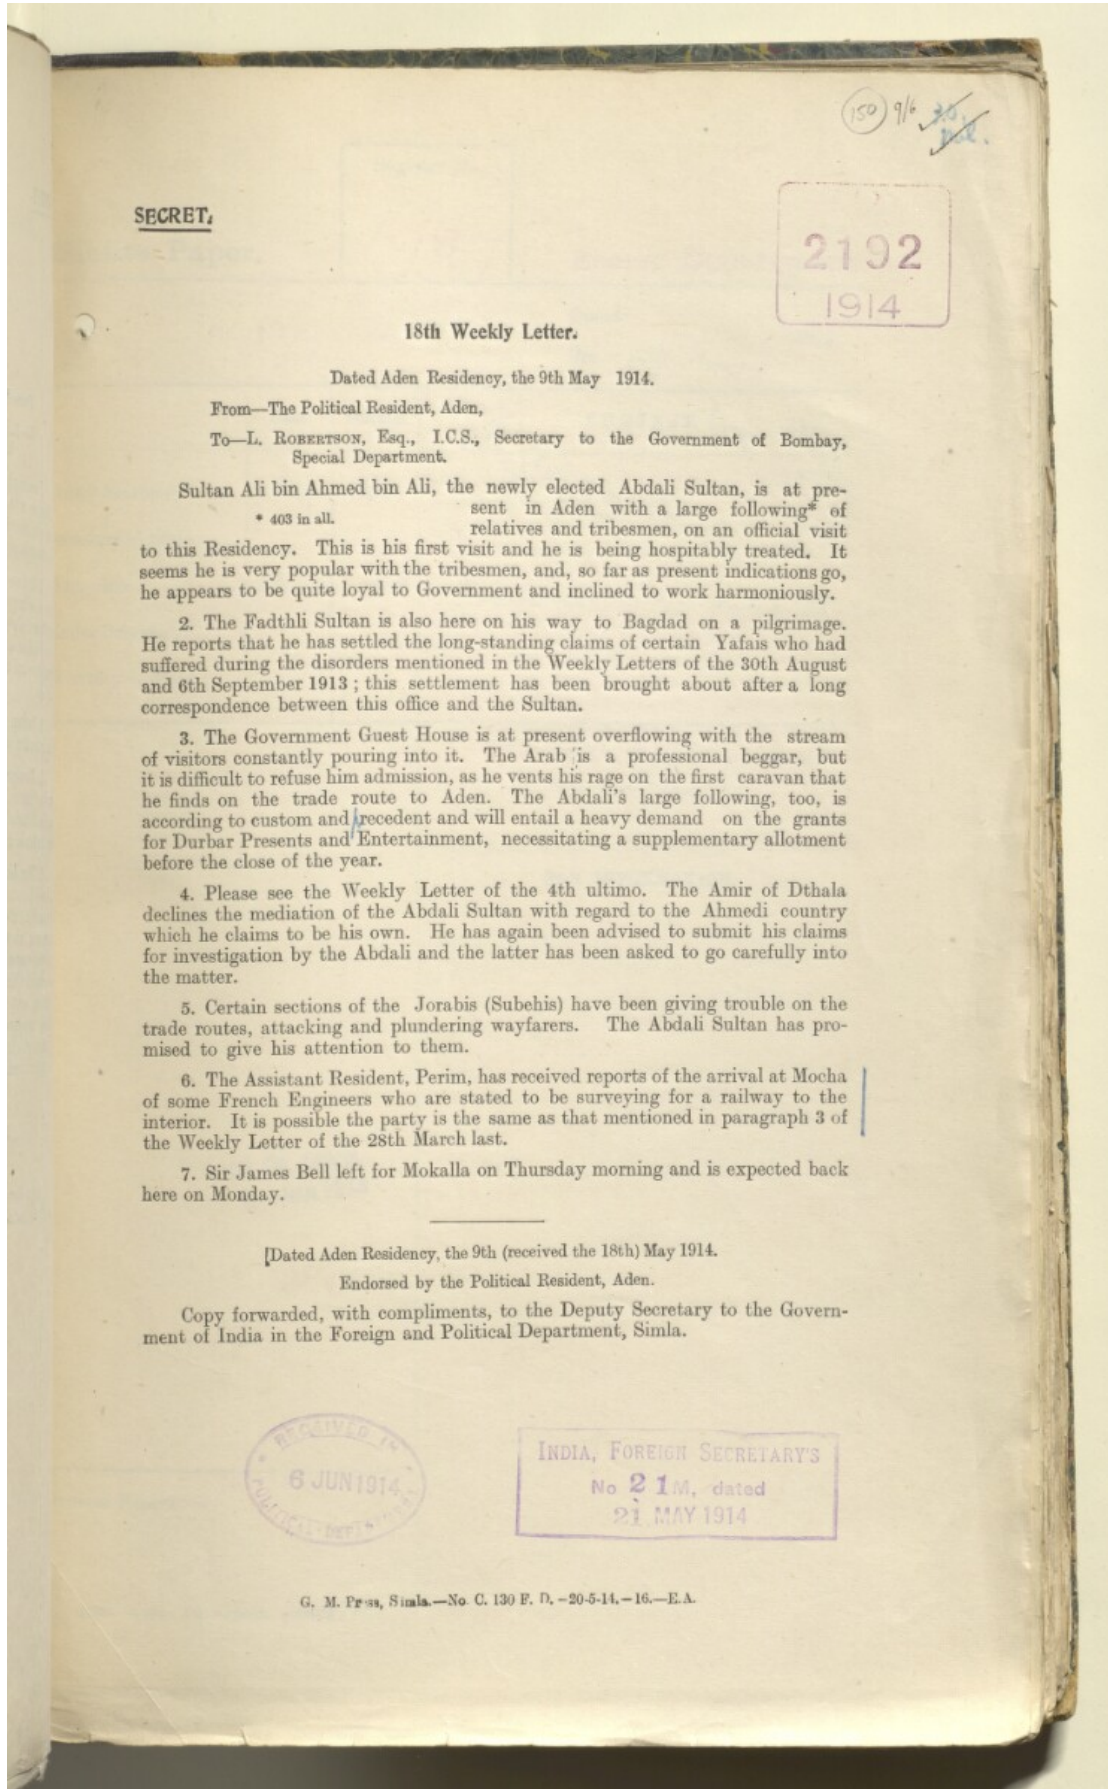 150 9/6
SECRET.
2192
1914
18th Weekly Letter.
Dated Aden Residency, the 9th May 1914.
From—The Political Resident, Aden,
To—L. ROBERTSON, Esq., I.C.S., Secretary to the Government of Bombay,
Special Department.
Sultan Ali bin Ahmed bin Ali, the newly elected Abdali Sultan, is at pre-
sent in Aden with a large following* of
* 403 in all.
relatives and tribesmen, on an official visit
to this Residency. This is his first visit and he is being hospitably treated. It
seems he is very popular with the tribesmen, and, so far as present indications go,
he appears to be quite loyal to Government and inclined to work harmoniously.
2. The Fadthli Sultan is also here on his way to Bagdad on a pilgrimage.
He reports that he has settled the long-standing claims of certain Yafais who had
suffered during the disorders mentioned in the Weekly Letters of the 30th August
and 6th September 1913 ; this settlement has been brought about after a long
correspondence between this office and the Sultan.
3. The Government Guest House is at present overflowing with the stream
of visitors constantly pouring into it. The Arab is a professional beggar, but
it is difficult to refuse him admission, as he vents his rage on the first caravan that
he finds on the trade route to Aden. The Abdali's large following, too, is
according to custom and precedent and will entail a heavy demand on the grants
for Durbar Presents and Entertainment, necessitating a supplementary allotment
before the close of the year.
4. Please see the Weekly Letter of the 4th ultimo. The Amir of Dthala
declines the mediation of the Abdali Sultan with regard to the Ahmedi country
which he claims to be his own. He has again been advised to submit his claims
for investigation by the Abdali and the latter has been asked to go carefully into
the matter.
5. Certain sections of the Jorabis (Subehis) have been giving trouble on the
trade routes, attacking and plundering wayfarers. The Abdali Sultan has pro-
mised to give his attention to them.
6. The Assistant Resident, Perim, has received reports of the arrival at Mocha
of some French Engineers who are stated to be surveying for a railway to the
interior. It is possible the party is the same as that mentioned in paragraph 3 of
the Weekly Letter of the 28th March last.
7. Sir James Bell left for Mokalla on Thursday morning and is expected back
here on Monday.
[Dated Aden Residency, the 9th (received the 18th) May 1914.
Endorsed by the Political Resident, Aden.
Copy forwarded, with compliments, to the Deputy Secretary to the Govern-
ment of India in the Foreign and Political Department, Simla.
RECEIVED IN
6 JUN 1914
POLITICAL DEPT
INDIA, FOREIGN SECRETARY'S
No 21 M, dated
21 MAY 1914
G. M. Press, Simla.—No. C. 130 F. D.—20-5-14.—16.—E.A.